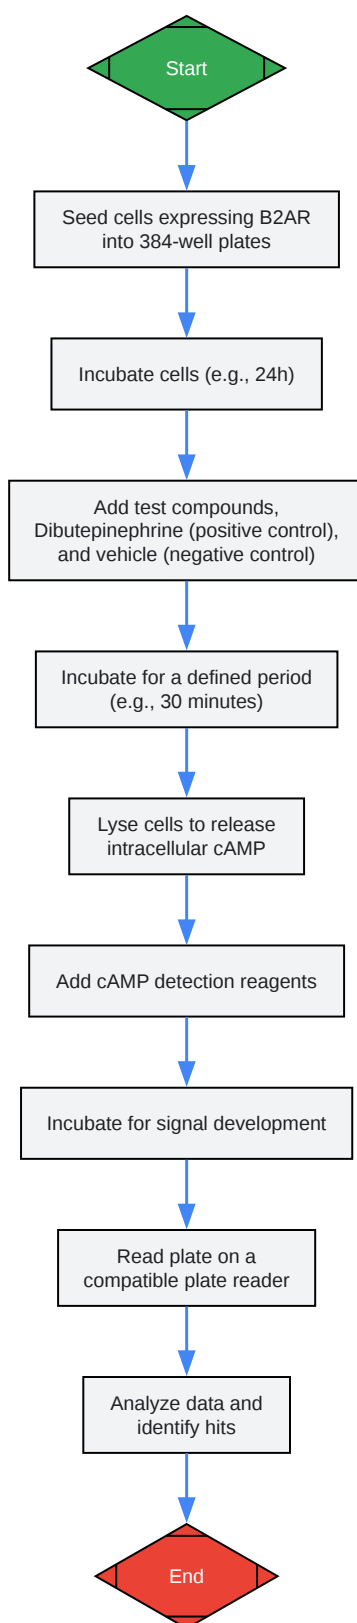 Start
Seed cells expressing B2AR
into 384-well plates
Incubate cells (e.g., 24h)
Add test compounds,
Dibutepinephrine (positive control),
and vehicle (negative control)
Incubate for a defined period
(e.g., 30 minutes)
Lyse cells to release
intracellular cAMP
Add cAMP detection reagents
Incubate for signal development
Read plate on a
compatible plate reader
Analyze data and
identify hits
End